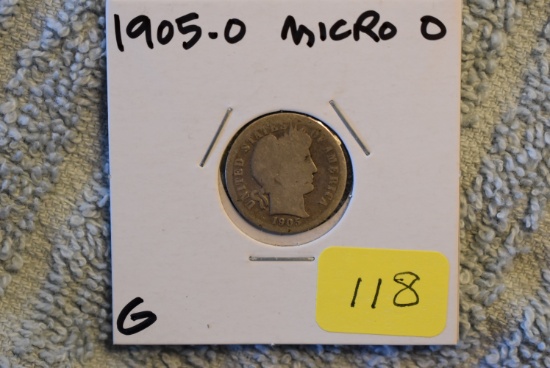 1905-O MICRO O
UNITED STATES OF AMERICA
1905
118
G